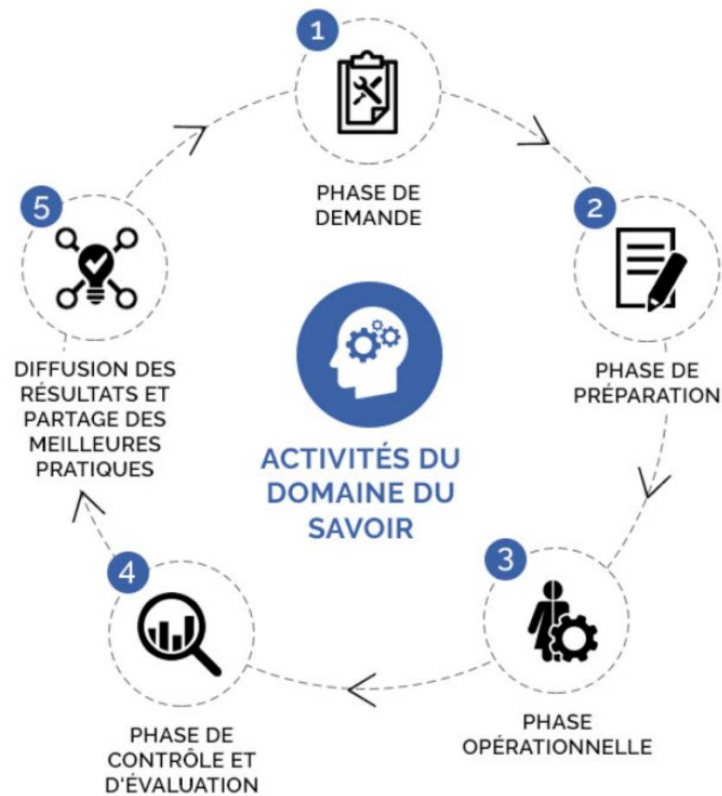 1
PHASE DE
DEMANDE
2
PHASE DE
PRÉPARATION
3
PHASE
OPÉRATIONNELLE
4
PHASE DE
CONTRÔLE ET
D'ÉVALUATION
5
DIFFUSION DES
RÉSULTATS ET
PARTAGE DES
MEILLEURES
PRATIQUES
ACTIVITÉS DU
DOMAINE DU
SAVOIR